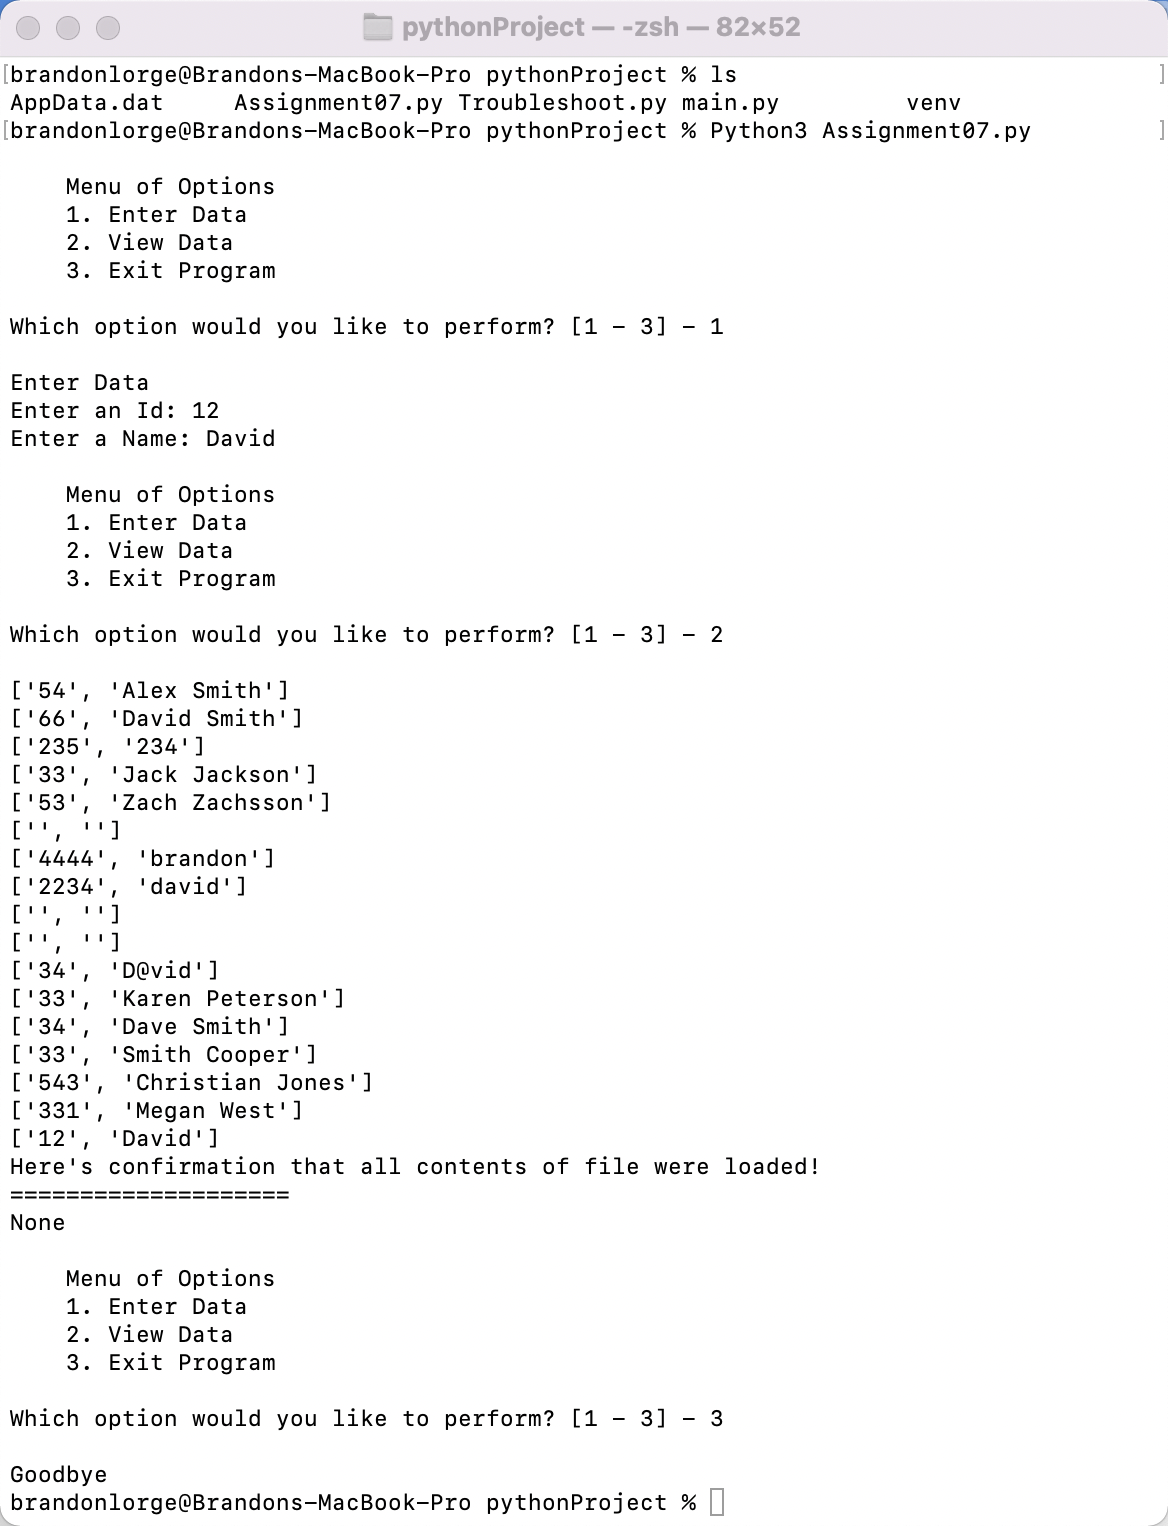 pythonProject — -zsh — 82×52
[brandonlorge@Brandons-MacBook-Pro pythonProject % ls ]
AppData.dat     Assignment07.py Troubleshoot.py main.py         venv
[brandonlorge@Brandons-MacBook-Pro pythonProject % Python3 Assignment07.py ]
    Menu of Options
    1. Enter Data
    2. View Data
    3. Exit Program
Which option would you like to perform? [1 - 3] - 1
Enter Data
Enter an Id: 12
Enter a Name: David
    Menu of Options
    1. Enter Data
    2. View Data
    3. Exit Program
Which option would you like to perform? [1 - 3] - 2
['54', 'Alex Smith']
['66', 'David Smith']
['235', '234']
['33', 'Jack Jackson']
['53', 'Zach Zachsson']
['', '']
['4444', 'brandon']
['2234', 'david']
['', '']
['', '']
['34', 'D@vid']
['33', 'Karen Peterson']
['34', 'Dave Smith']
['33', 'Smith Cooper']
['543', 'Christian Jones']
['331', 'Megan West']
['12', 'David']
Here's confirmation that all contents of file were loaded!
====================
None
    Menu of Options
    1. Enter Data
    2. View Data
    3. Exit Program
Which option would you like to perform? [1 - 3] - 3
Goodbye
brandonlorge@Brandons-MacBook-Pro pythonProject %